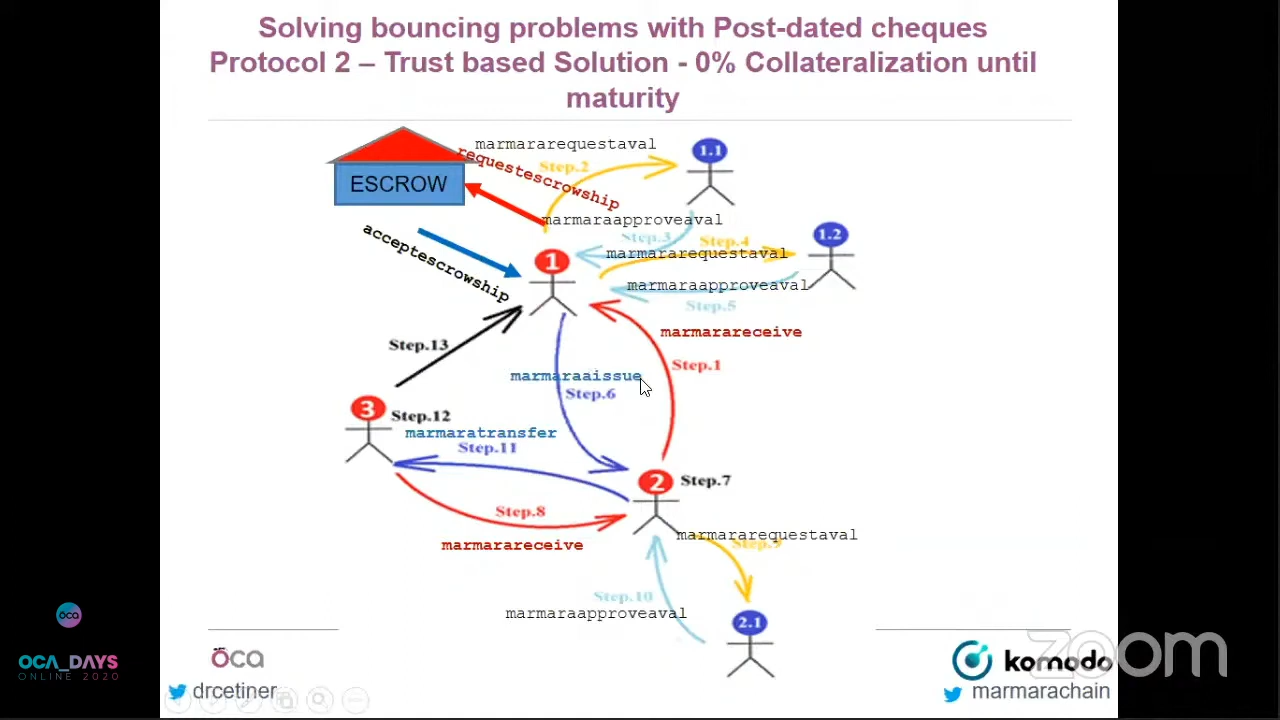 Solving bouncing problems with Post-dated cheques
Protocol 2 – Trust based Solution - 0% Collateralization until
maturity
marmararequestaval
1.1
requestescrowship
Step.2
ESCROW
marmaraapproveaval
Step.3
Step.4
1.2
acceptescrowship
marmararequestaval
1
marmaraapproveaval
Step.5
marmarareceive
Step.13
Step.1
marmaraaissue
Step.6
3
Step.12
marmaratransfer
Step.11
2
Step.7
Step.8
marmararequestaval
marmarareceive
Step.9
Step.10
marmaraapproveaval
2.1
öca
OCA_DAYS
ONLINE 2020
öca
komodo
zoom
drcetiner
marmarachain